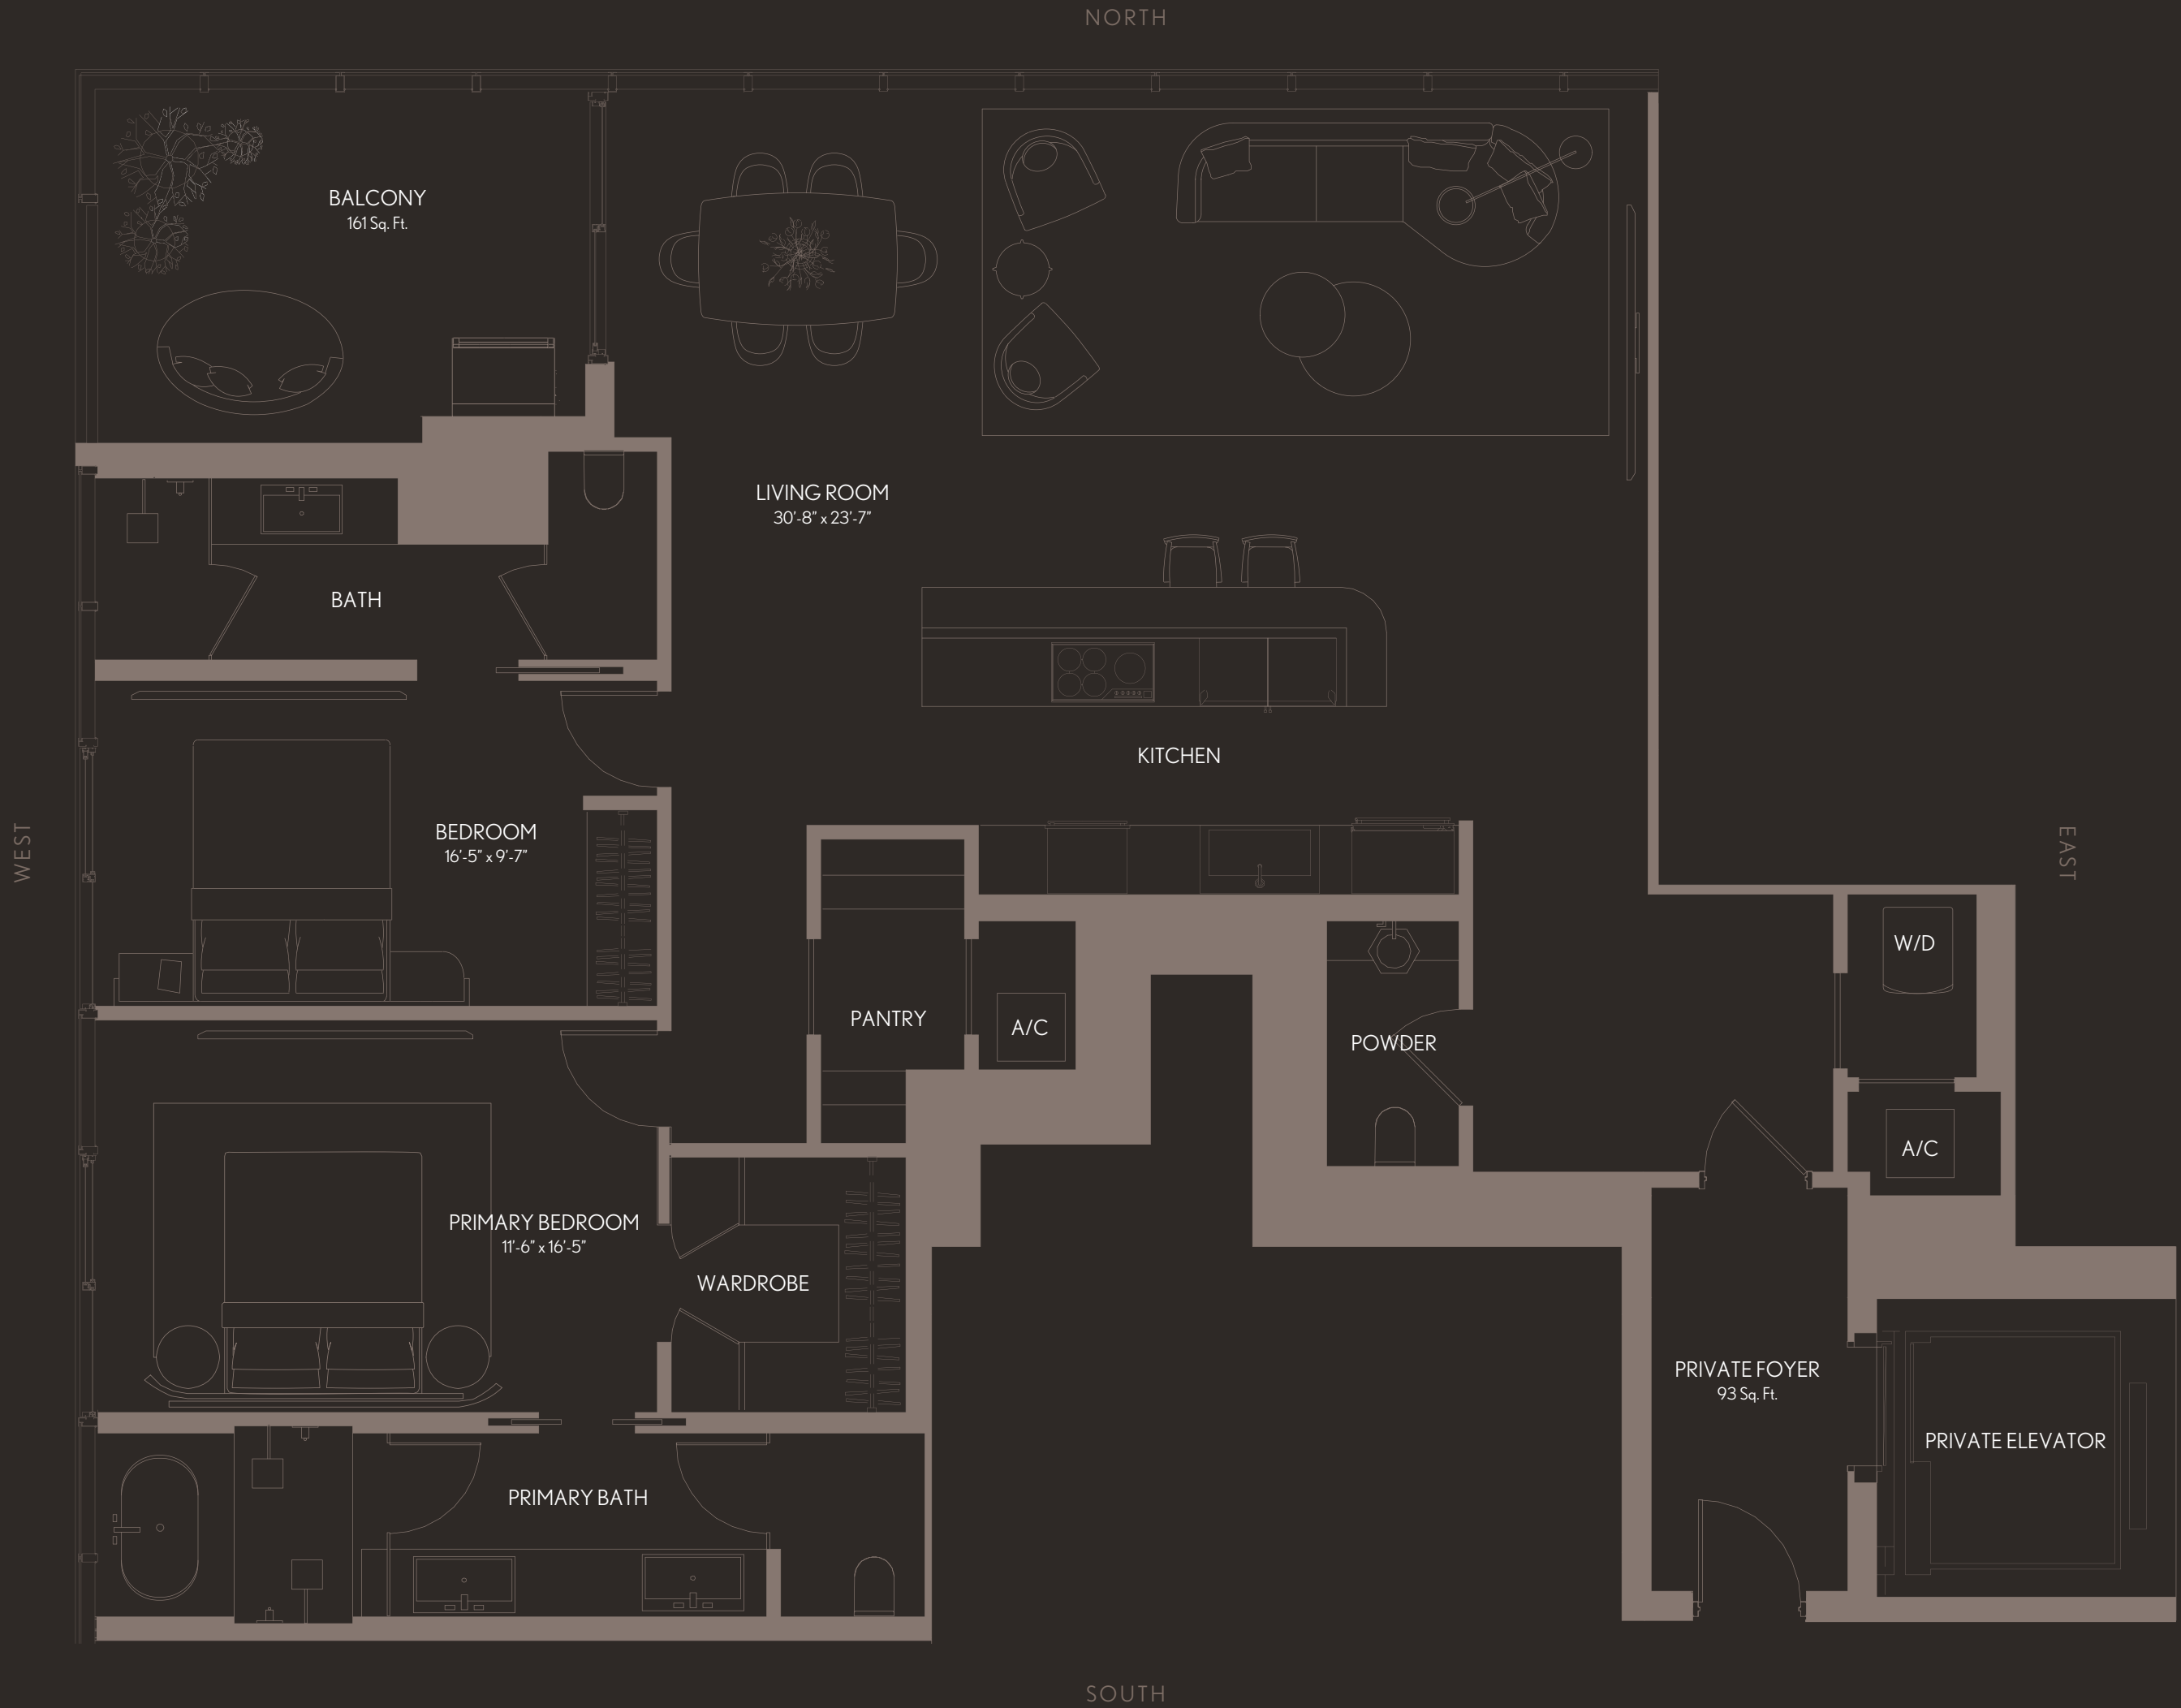 NORTH
BALCONY
161 Sq. Ft.
LIVING ROOM
30'-8" x 23'-7"
BATH
KITCHEN
WEST
BEDROOM
16'-5" x 9'-7"
EAST
W/D
PANTRY
A/C
POWDER
A/C
PRIMARY BEDROOM
11'-6" x 16'-5"
WARDROBE
PRIVATE FOYER
93 Sq. Ft.
PRIVATE ELEVATOR
PRIMARY BATH
SOUTH